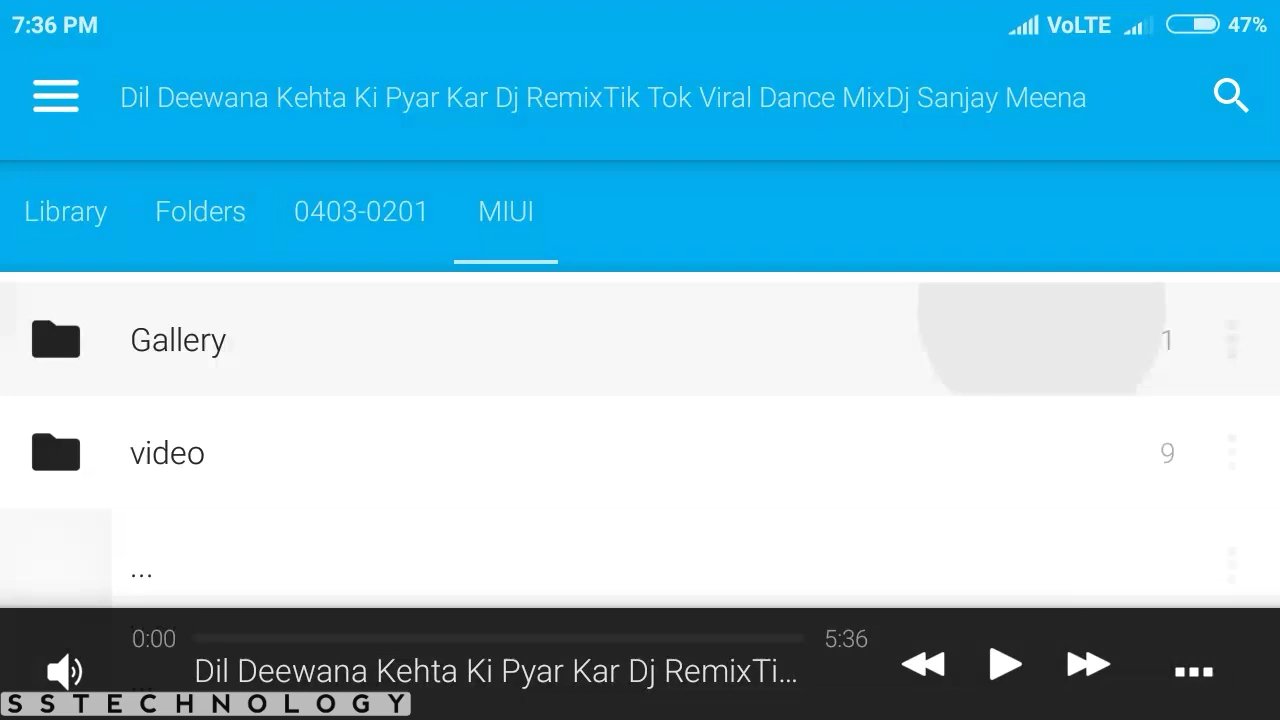 7:36 PM VoLTE 47%
Dil Deewana Kehta Ki Pyar Kar Dj RemixTik Tok Viral Dance MixDj Sanjay Meena
Library Folders 0403-0201 MIUI
Gallery 1
video 9
...
0:00 5:36
Dil Deewana Kehta Ki Pyar Kar Dj RemixTi...
...
SSTECHNOLOGY